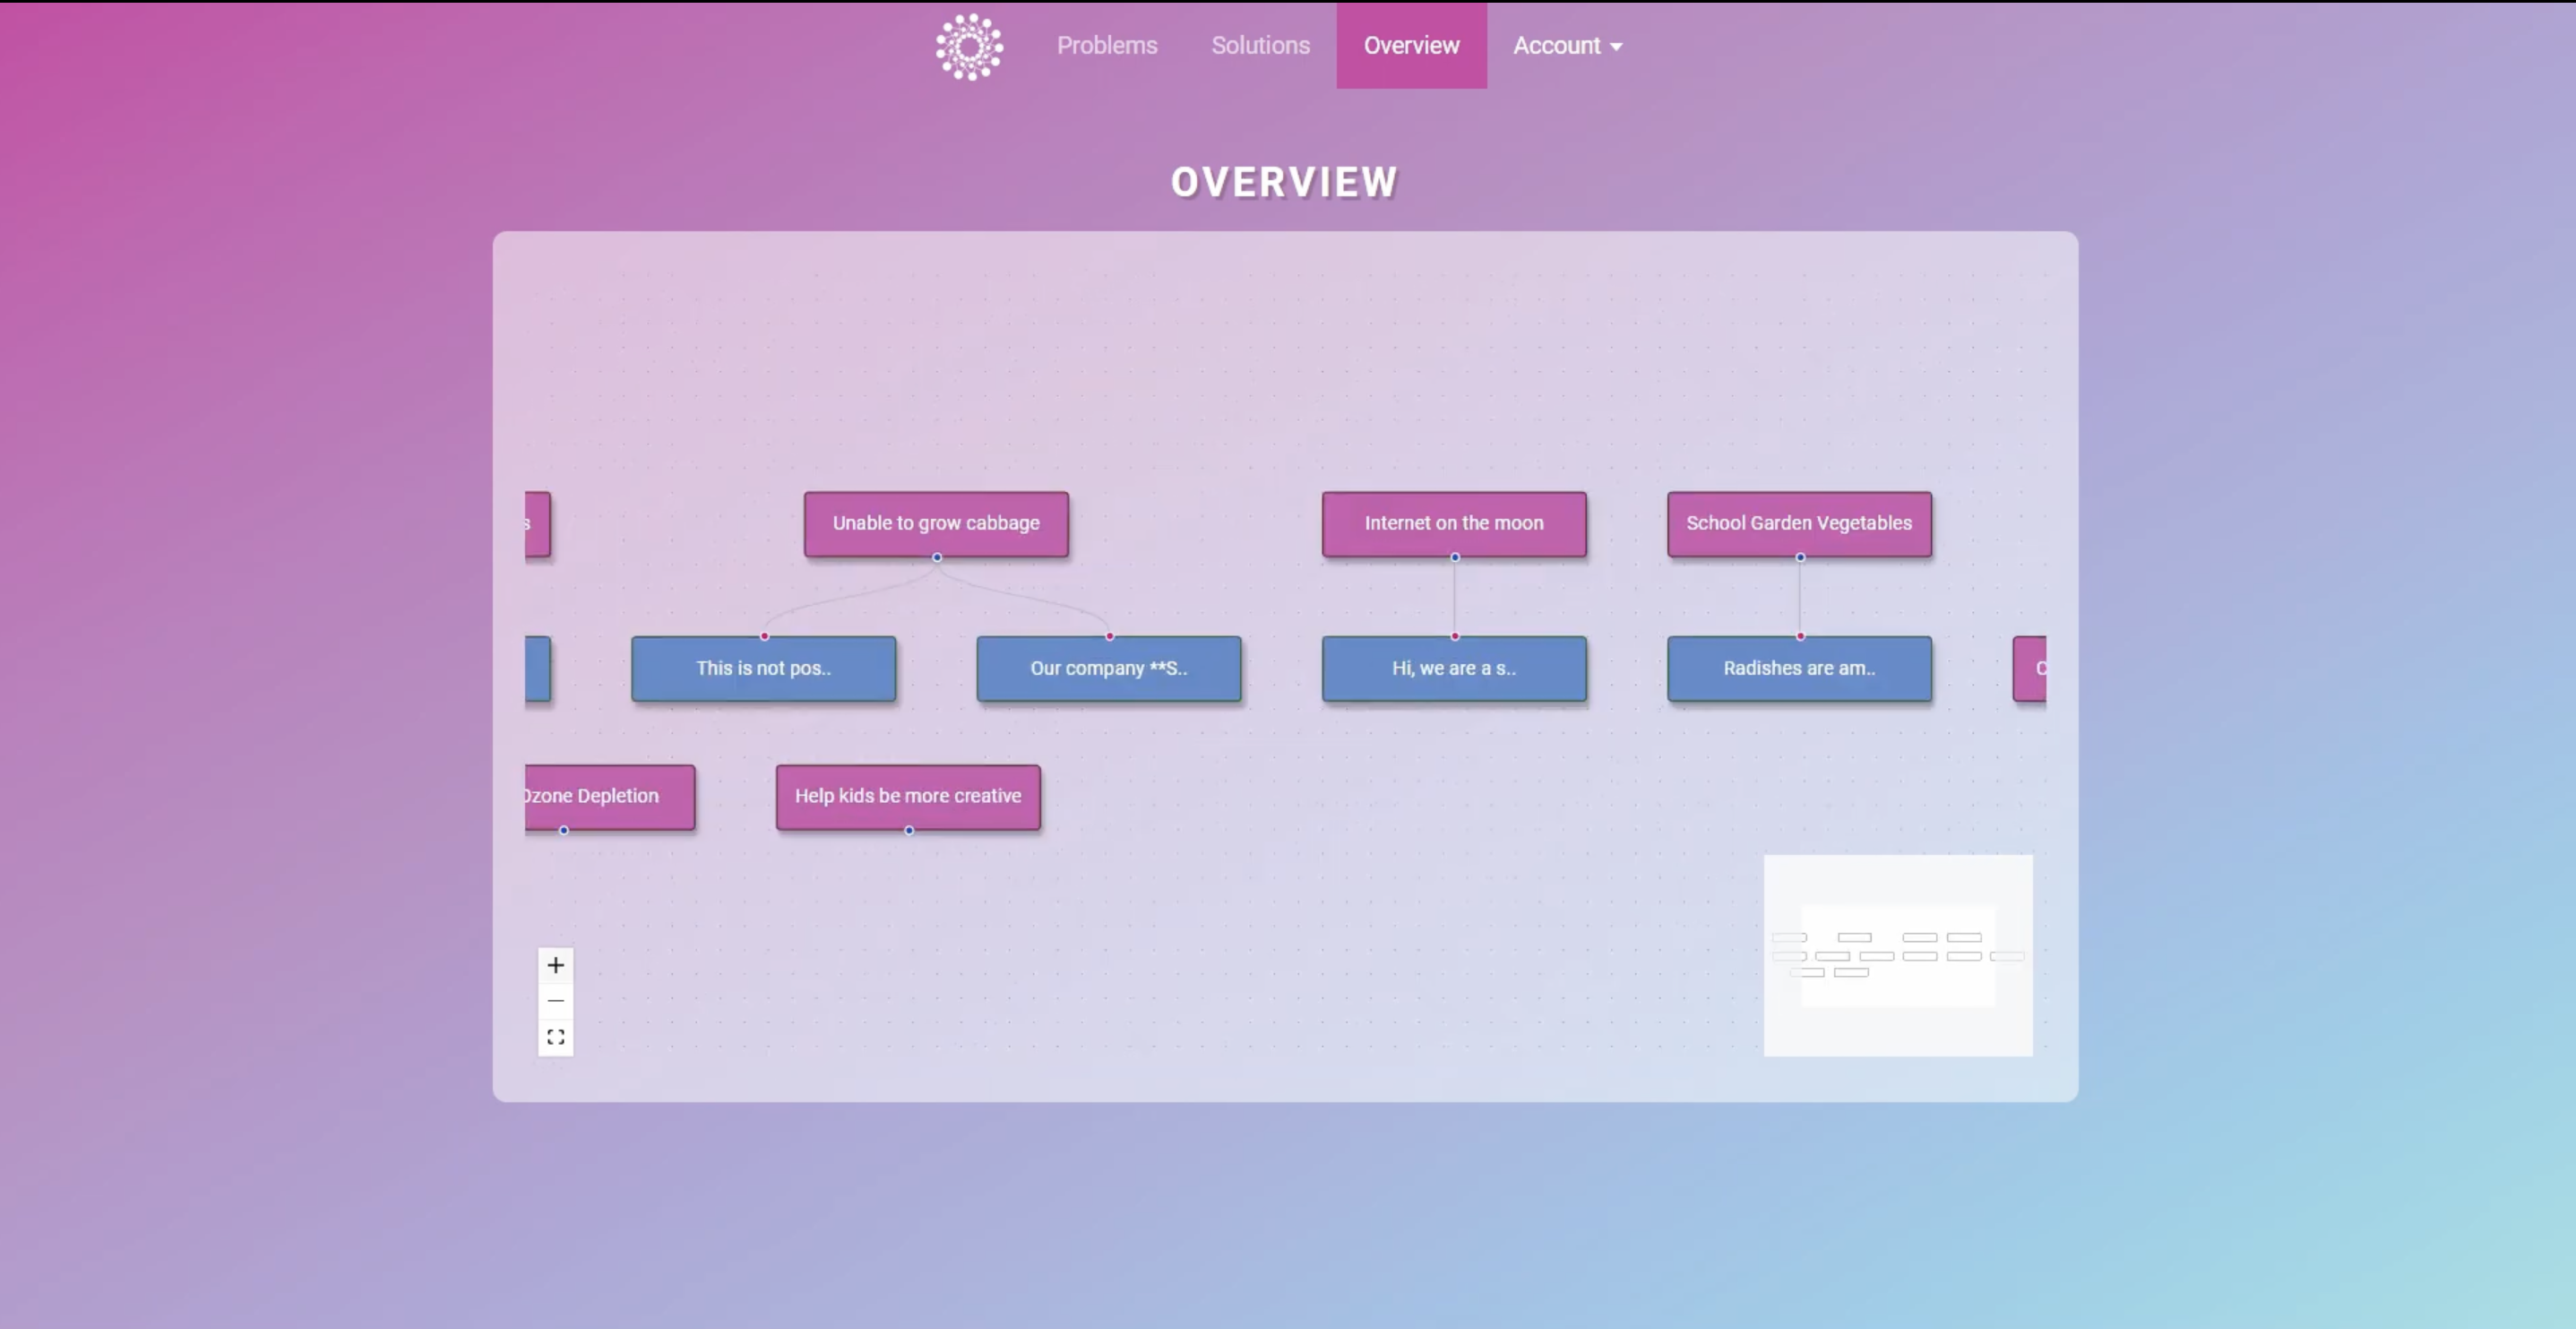 Problems
Solutions
Overview
Account
OVERVIEW
s
Unable to grow cabbage
Internet on the moon
School Garden Vegetables
This is not pos..
Our company **S..
Hi, we are a s..
Radishes are am..
C
Ozone Depletion
Help kids be more creative